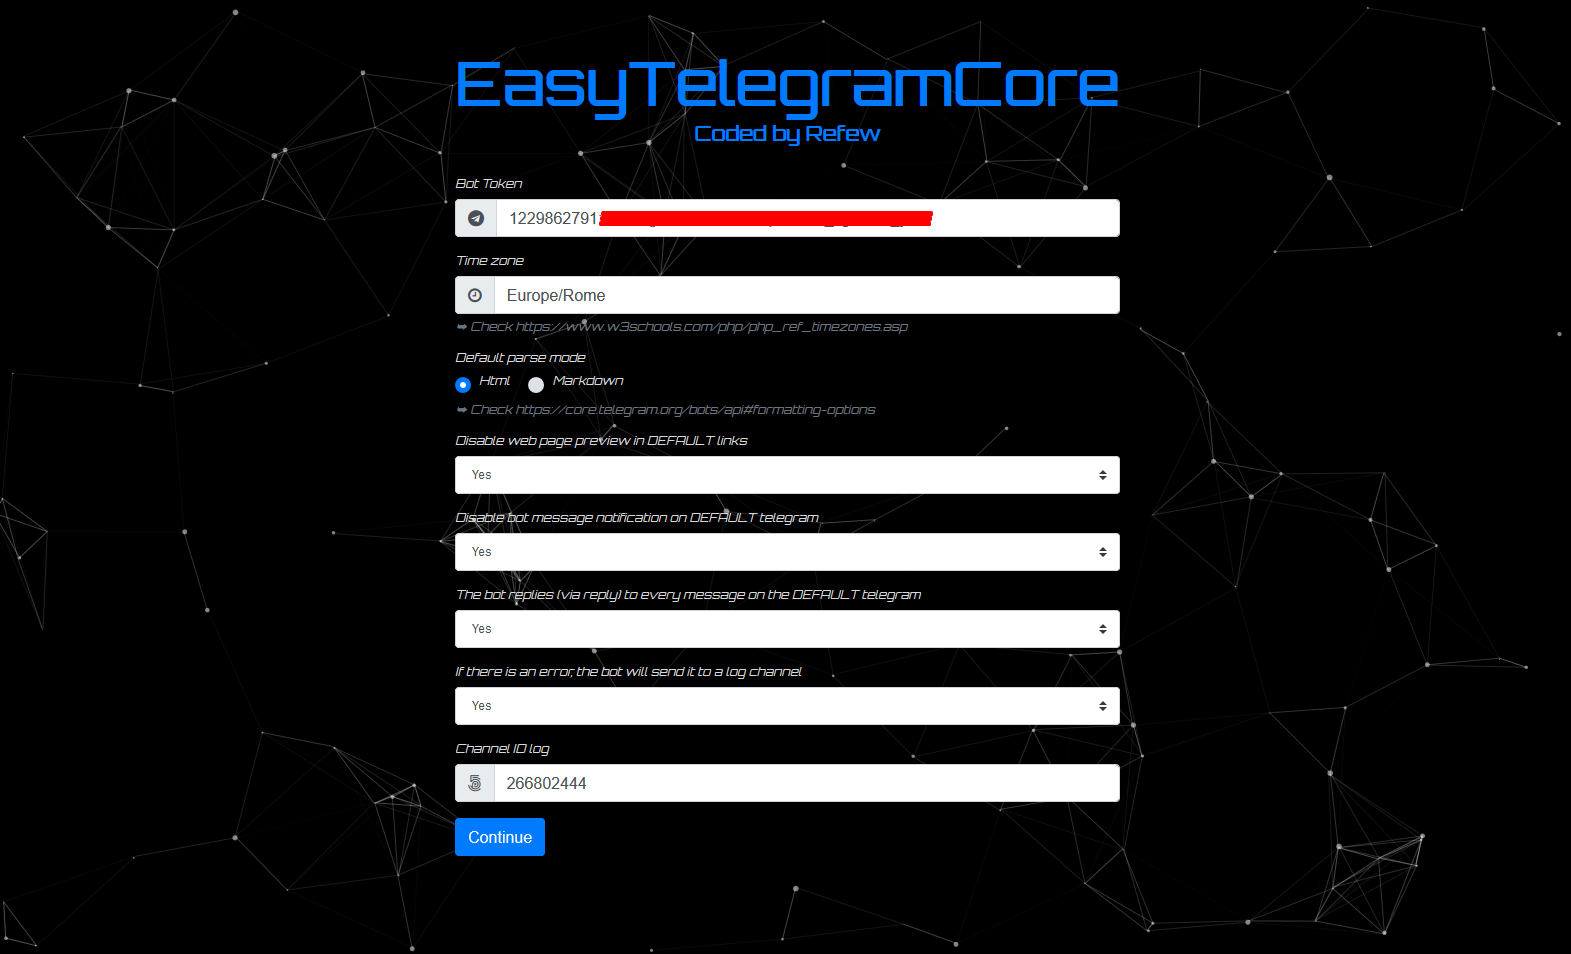 EasyTelegramCore
Coded by Refew
Bot Token
1229862791:
Time zone
Europe/Rome
➥ Check https://www.w3schools.com/php/php_ref_timezones.asp
Default parse mode
Html Markdown
➥ Check https://core.telegram.org/bots/api#formatting-options
Disable web page preview in DEFAULT links
Yes
Disable bot message notification on DEFAULT telegram
Yes
The bot replies (via reply) to every message on the DEFAULT telegram
Yes
If there is an error, the bot will send it to a log channel
Yes
Channel ID log
266802444
Continue